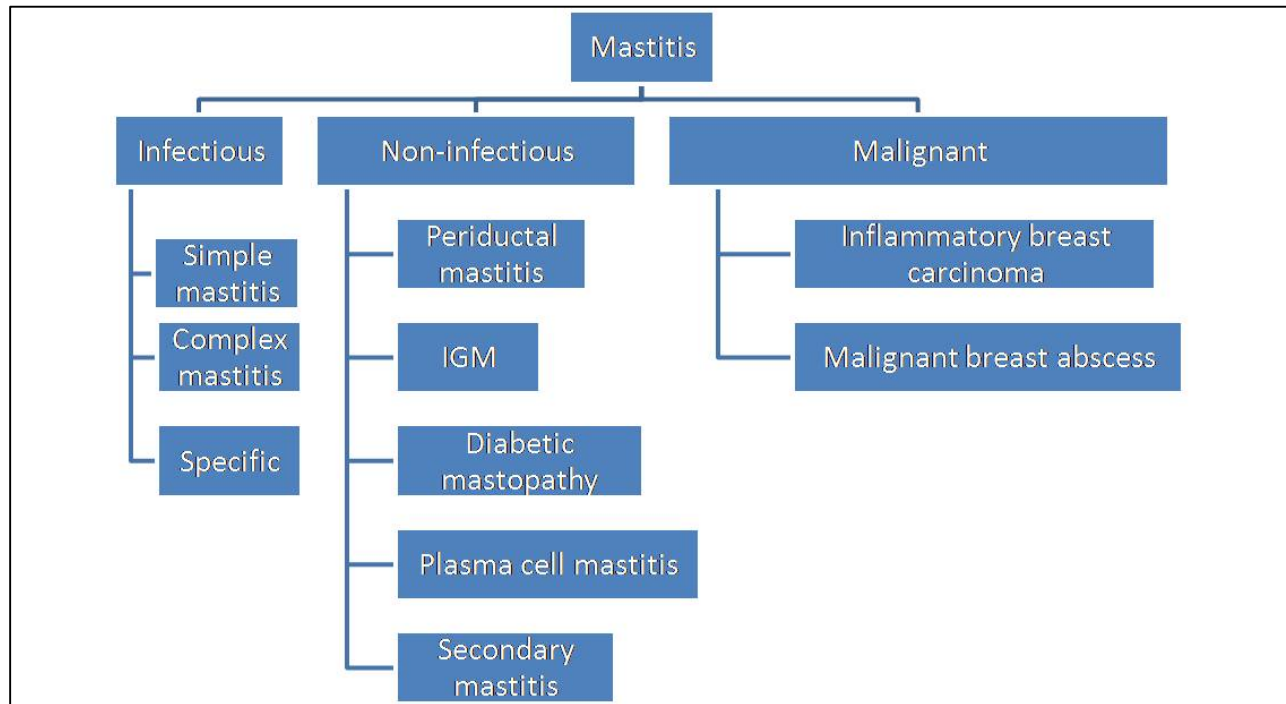 Mastitis
Infectious
Non-infectious
Malignant
Simple
mastitis
Complex
mastitis
Specific
Periductal
mastitis
IGM
Diabetic
mastopathy
Plasma cell mastitis
Secondary
mastitis
Inflammatory breast
carcinoma
Malignant breast abscess